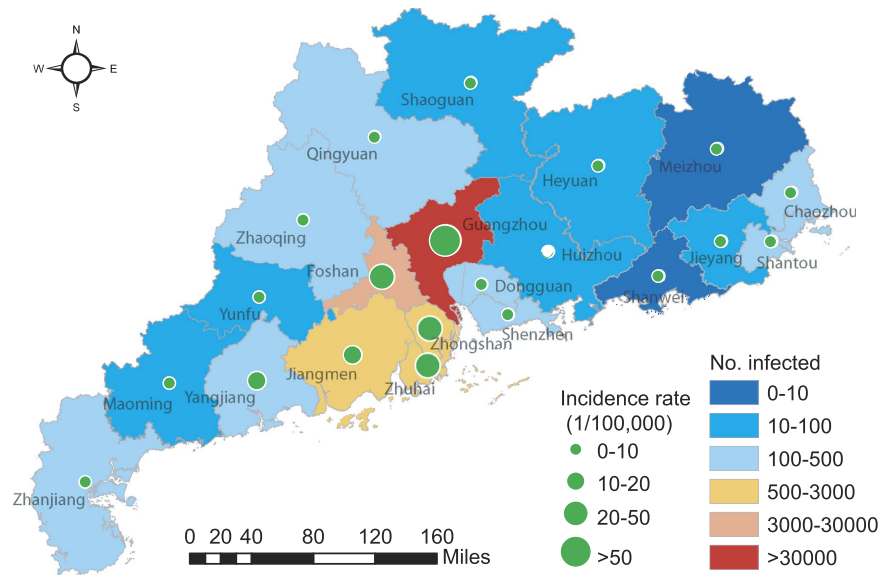 N
W E
S
Shaoguan
Qingyuan
Heyuan
Meizhou
Chaozhou
Zhaoqing
Guangzhou
Huizhou
Jieyang
Shantou
Foshan
Dongguan
Shanwei
Yunfu
Shenzhen
Zhongshan
Jiangmen
Zhuhai
Maoming
Yangjiang
Zhanjiang
No. infected
0-10
10-100
100-500
500-3000
3000-30000
>30000
Incidence rate
(1/100,000)
0-10
10-20
20-50
>50
0 20 40 80 120 160
Miles